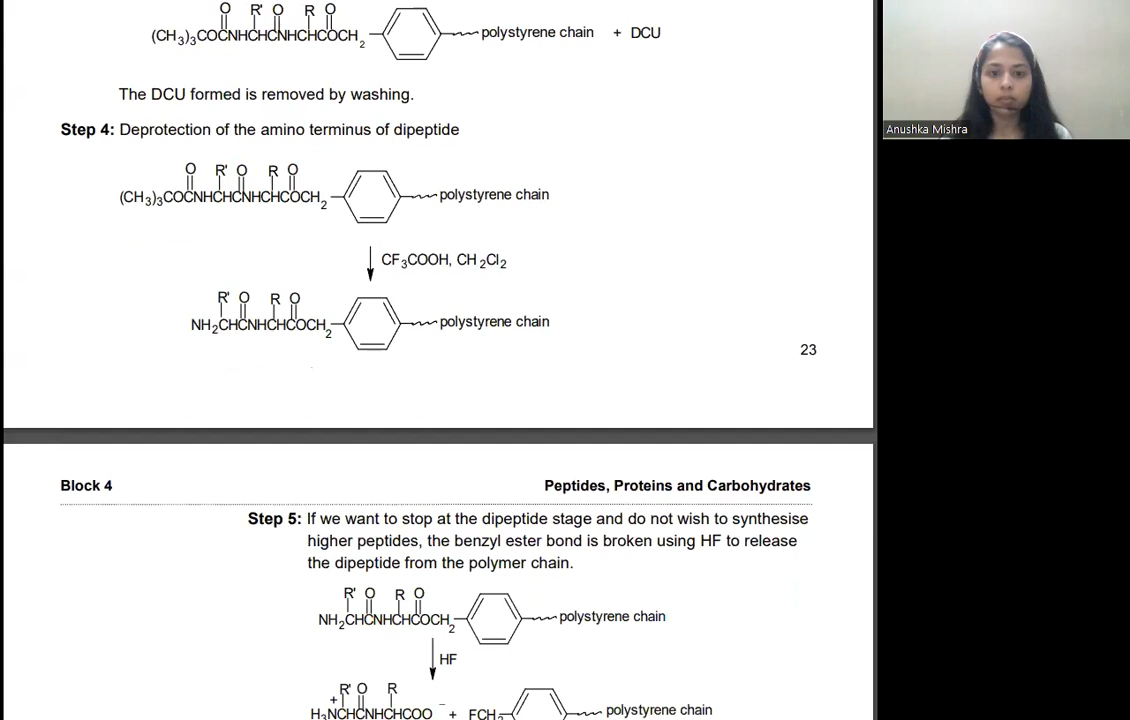 O R' O R O
(CH3)3COCNHCHCNHCHCOCH2 polystyrene chain + DCU
The DCU formed is removed by washing.
Anushka Mishra
Step 4: Deprotection of the amino terminus of dipeptide
O R' O R O
(CH3)3COCNHCHCNHCHCOCH2 polystyrene chain
CF3COOH, CH2Cl2
R' O R O
NH2CHCNHCHCOCH2 polystyrene chain
23
Block 4 Peptides, Proteins and Carbohydrates
Step 5: If we want to stop at the dipeptide stage and do not wish to synthesise
higher peptides, the benzyl ester bond is broken using HF to release
the dipeptide from the polymer chain.
R' O R O
NH2CHCNHCHCOCH2 polystyrene chain
HF
R' O R
+ −
H3NCHCNHCHCOO + FCH2 polystyrene chain